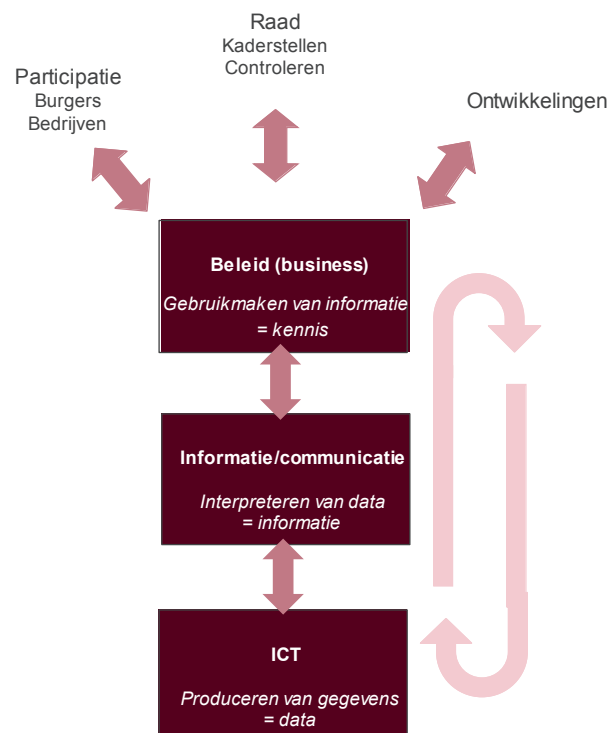 Raad
Kaderstellen
Controleren
Participatie
Burgers
Bedrijven
Ontwikkelingen
Beleid (business)
Gebruikmaken van informatie
= kennis
Informatie/communicatie
Interpreteren van data
= informatie
ICT
Produceren van gegevens
= data